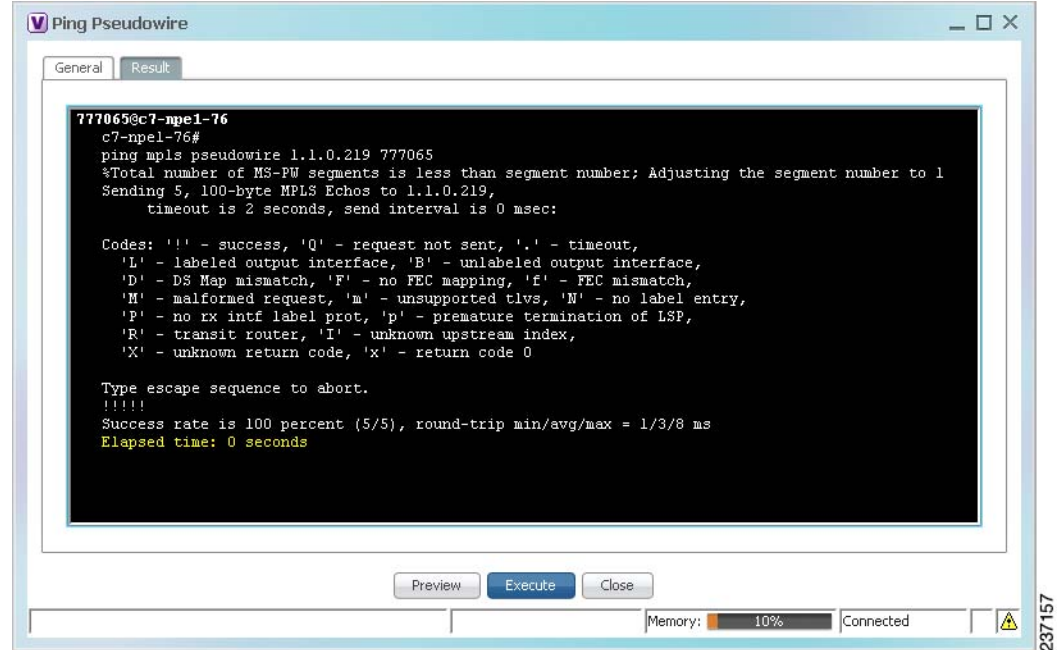 V Ping Pseudowire
General Result
777065@c7-npe1-76
c7-npe1-76#
ping mpls pseudowire 1.1.0.219 777065
%Total number of MS-PW segments is less than segment number; Adjusting the segment number to 1
Sending 5, 100-byte MPLS Echos to 1.1.0.219,
timeout is 2 seconds, send interval is 0 msec:
Codes: '!' - success, 'Q' - request not sent, '.' - timeout,
'L' - labeled output interface, 'B' - unlabeled output interface,
'D' - DS Map mismatch, 'F' - no FEC mapping, 'f' - FEC mismatch,
'M' - malformed request, 'm' - unsupported tlvs, 'N' - no label entry,
'P' - no rx intf label prot, 'p' - premature termination of LSP,
'R' - transit router, 'I' - unknown upstream index,
'X' - unknown return code, 'x' - return code 0
Type escape sequence to abort.
!!!!!
Success rate is 100 percent (5/5), round-trip min/avg/max = 1/3/8 ms
Elapsed time: 0 seconds
Preview Execute Close
Memory: 10% Connected
237157